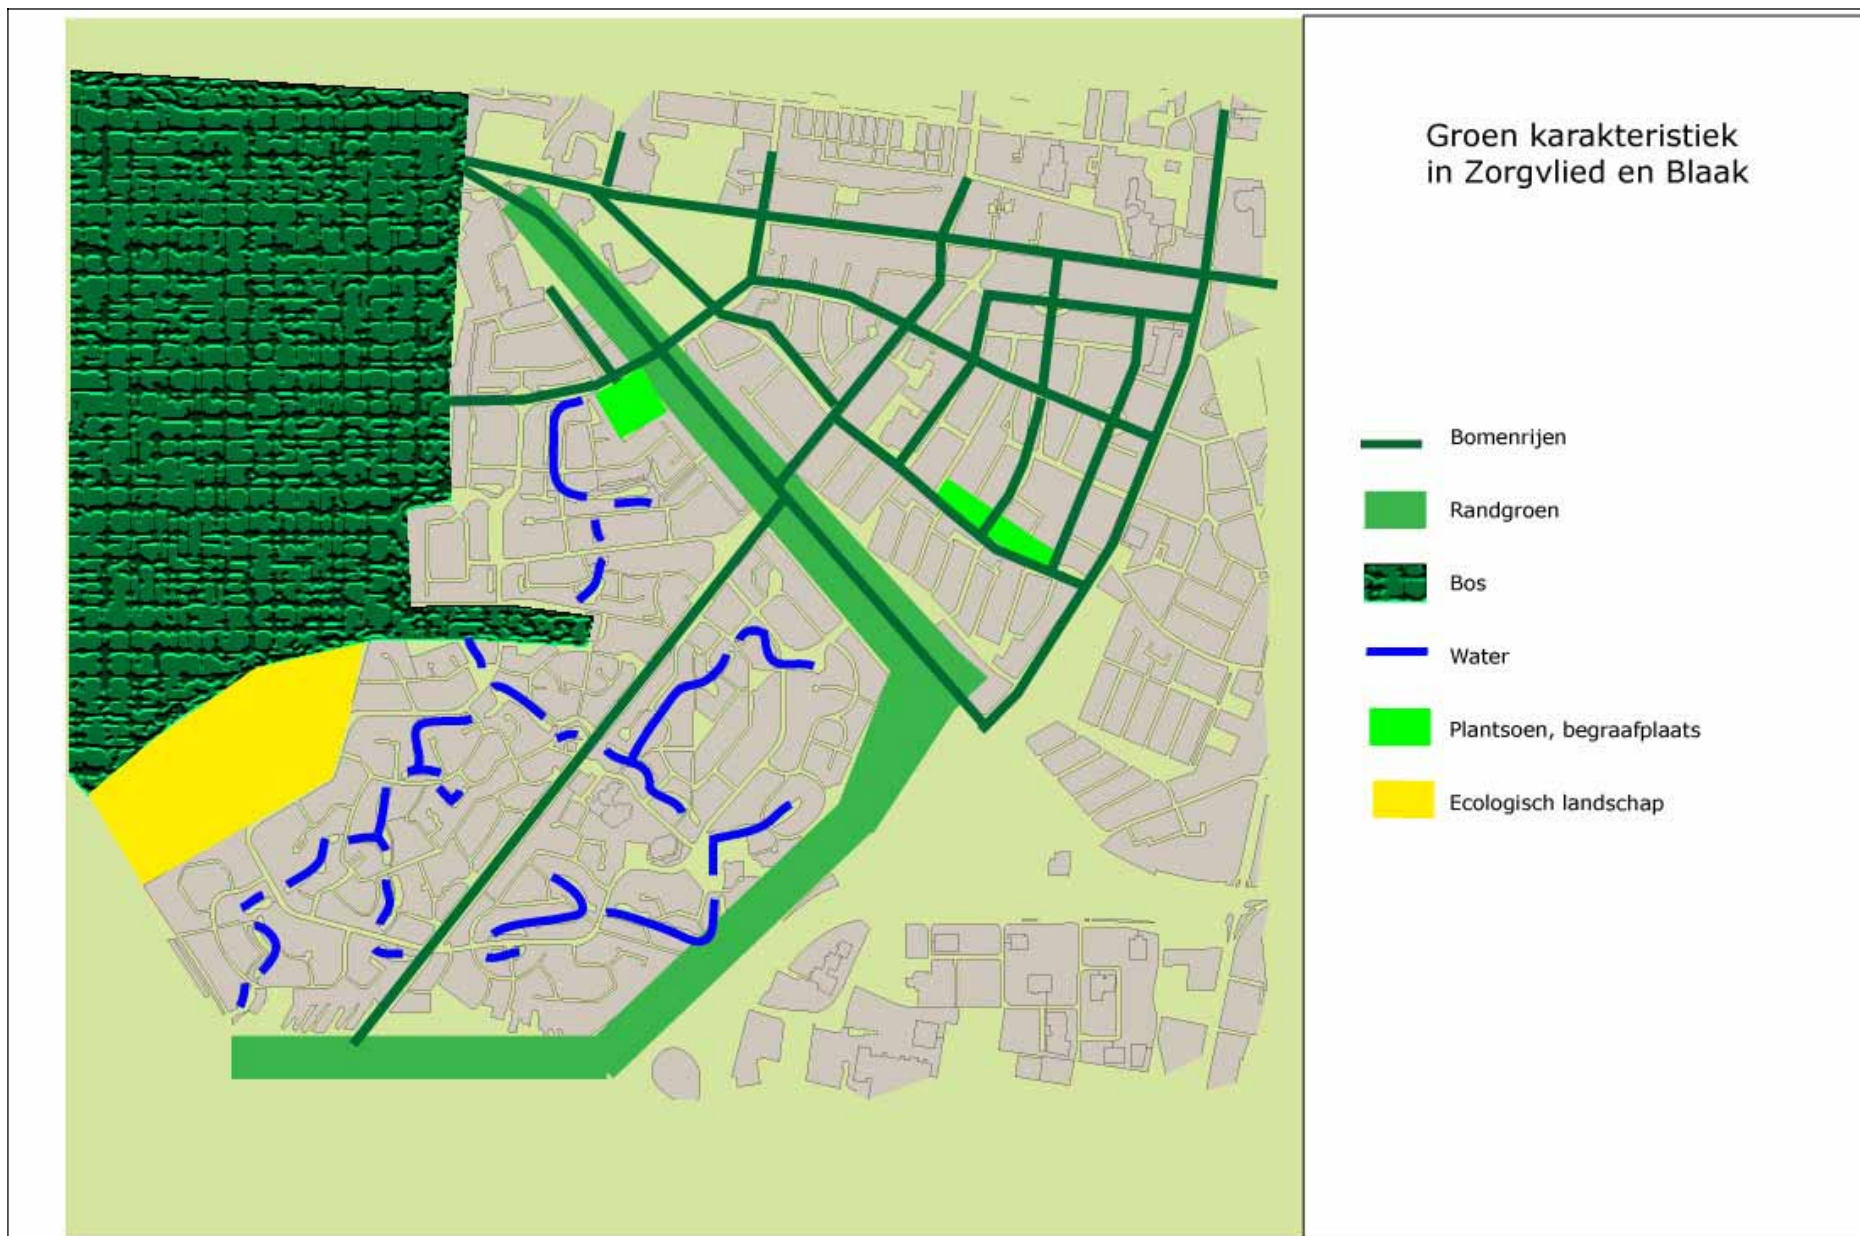 Groen karakteristiek
in Zorgvlied en Blaak
Bomenrijen
Randgroen
Bos
Water
Plantsoen, begraafplaats
Ecologisch landschap